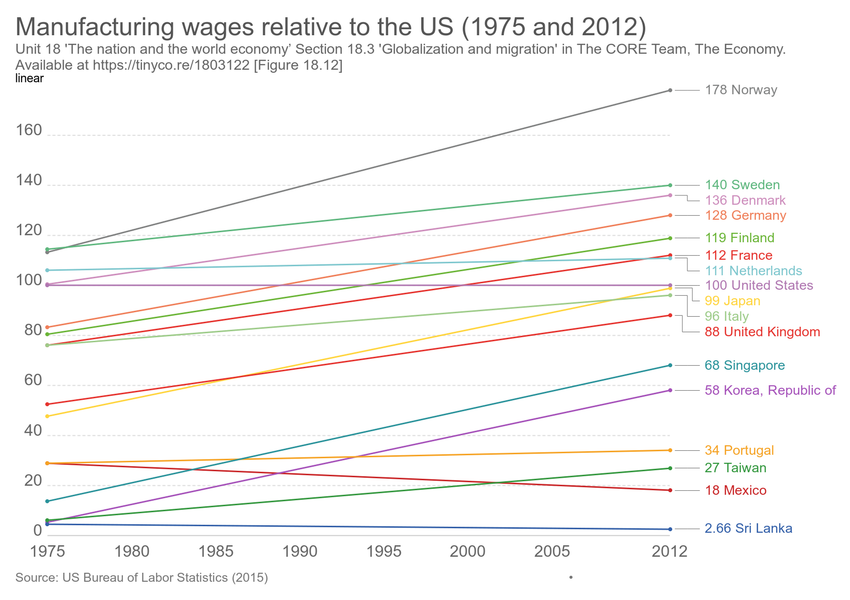 Manufacturing wages relative to the US (1975 and 2012)
Unit 18 'The nation and the world economy' Section 18.3 'Globalization and migration' in The CORE Team, The Economy.
Available at https://tinyco.re/1803122 [Figure 18.12]
linear
178 Norway
160
140
140 Sweden
136 Denmark
128 Germany
120
119 Finland
112 France
111 Netherlands
100
100 United States
99 Japan
96 Italy
80
88 United Kingdom
68 Singapore
60
58 Korea, Republic of
40
34 Portugal
27 Taiwan
20
18 Mexico
0
2.66 Sri Lanka
1975 1980 1985 1990 1995 2000 2005 2012
Source: US Bureau of Labor Statistics (2015)